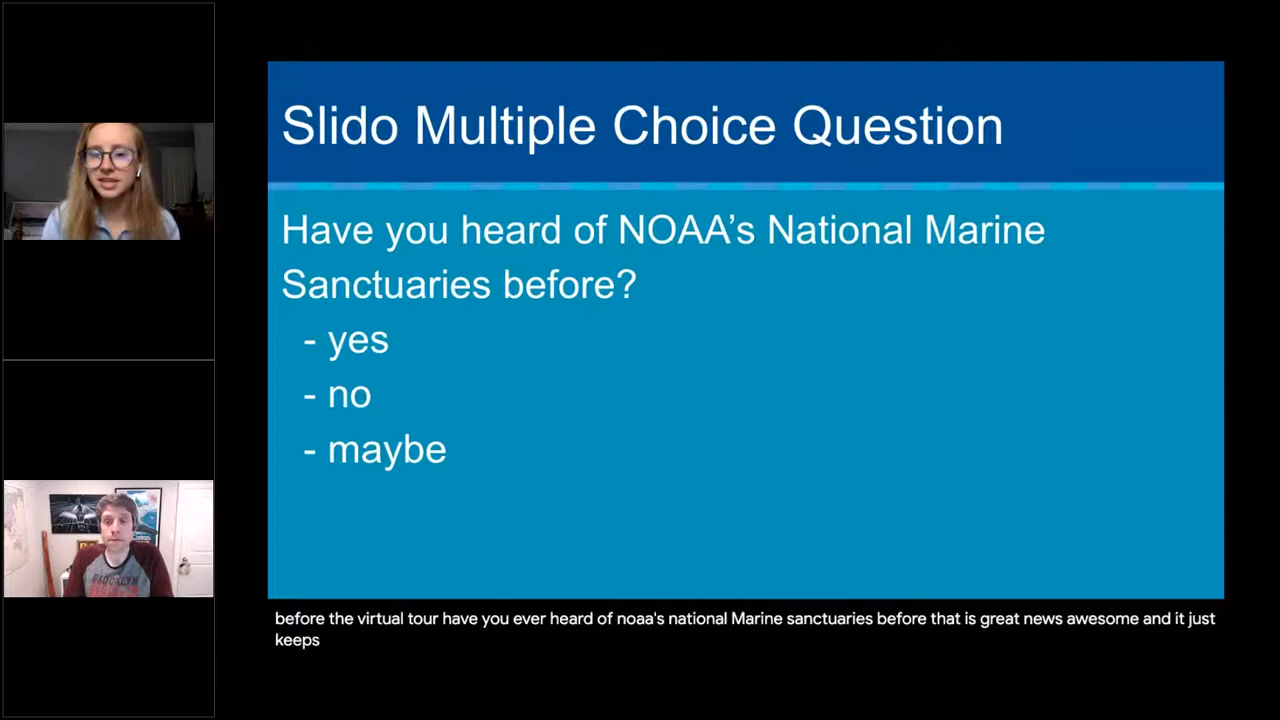 Slido Multiple Choice Question
Have you heard of NOAA’s National Marine
Sanctuaries before?
- yes
- no
- maybe
before the virtual tour have you ever heard of noaa's national Marine sanctuaries before that is great news awesome and it just
keeps
BROOKLYN